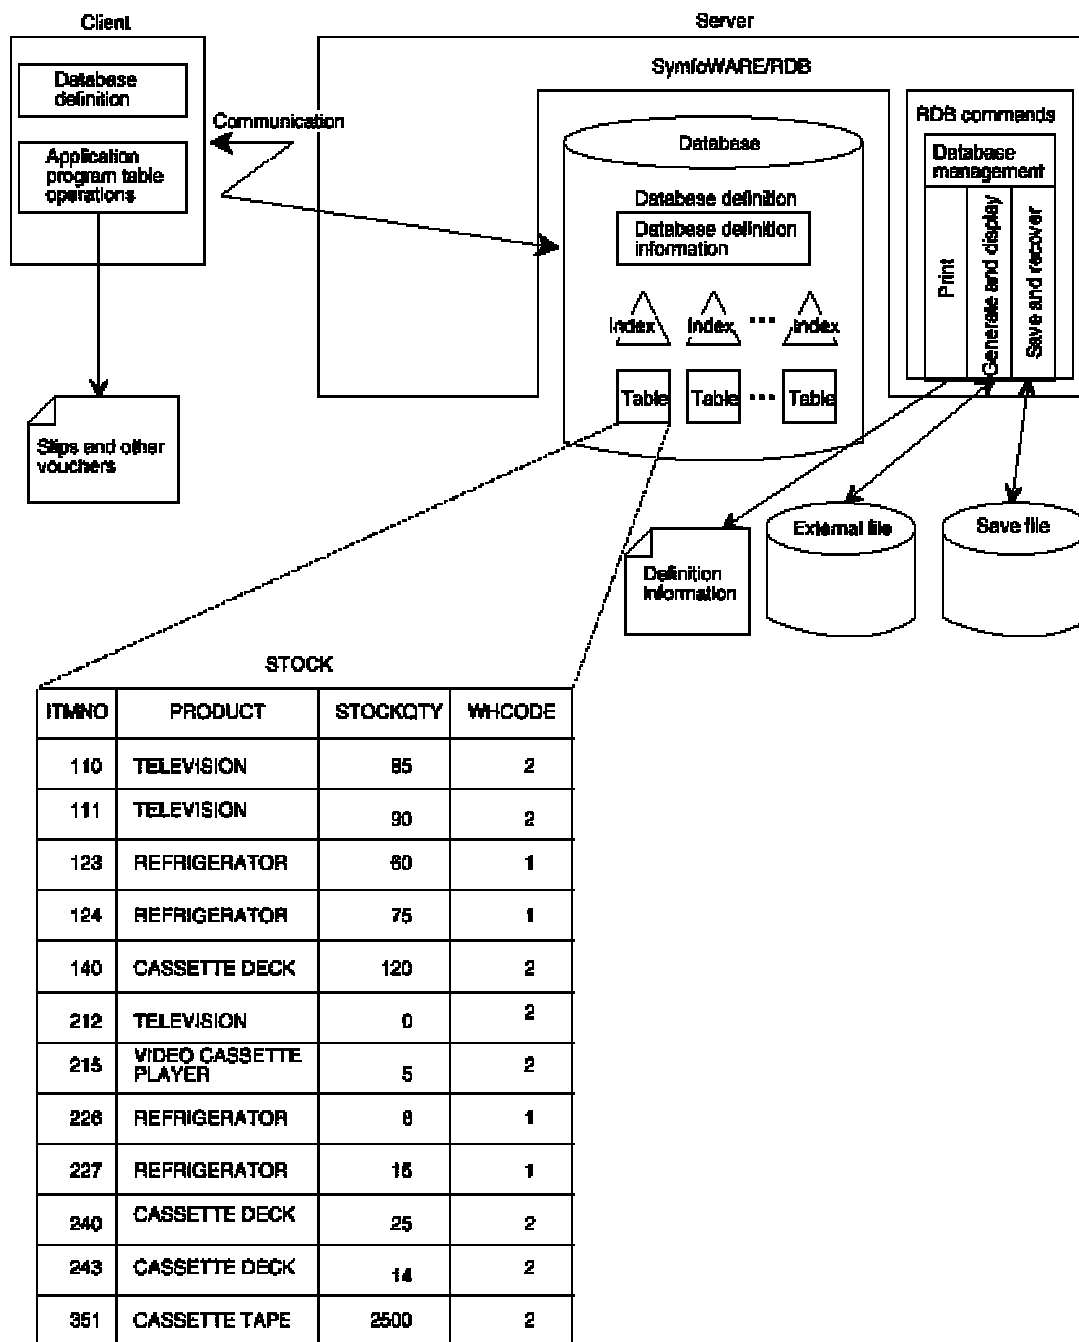 Client
Server
Database
definition
Application
program table
operations
Communication
SymfoWARE/RDB
Database
Database definition
Database definition
information
Index Index ••• Index
Table Table ••• Table
RDB commands
Database
management
Print
Generate and display
Save and recover
Slips and other
vouchers
Definition
information
External file
Save file
STOCK
ITMNO PRODUCT STOCKQTY WHCODE
110 TELEVISION 85 2
111 TELEVISION 90 2
123 REFRIGERATOR 60 1
124 REFRIGERATOR 75 1
140 CASSETTE DECK 120 2
212 TELEVISION 0 2
215 VIDEO CASSETTE
PLAYER 5 2
226 REFRIGERATOR 8 1
227 REFRIGERATOR 15 1
240 CASSETTE DECK 25 2
243 CASSETTE DECK 14 2
351 CASSETTE TAPE 2500 2